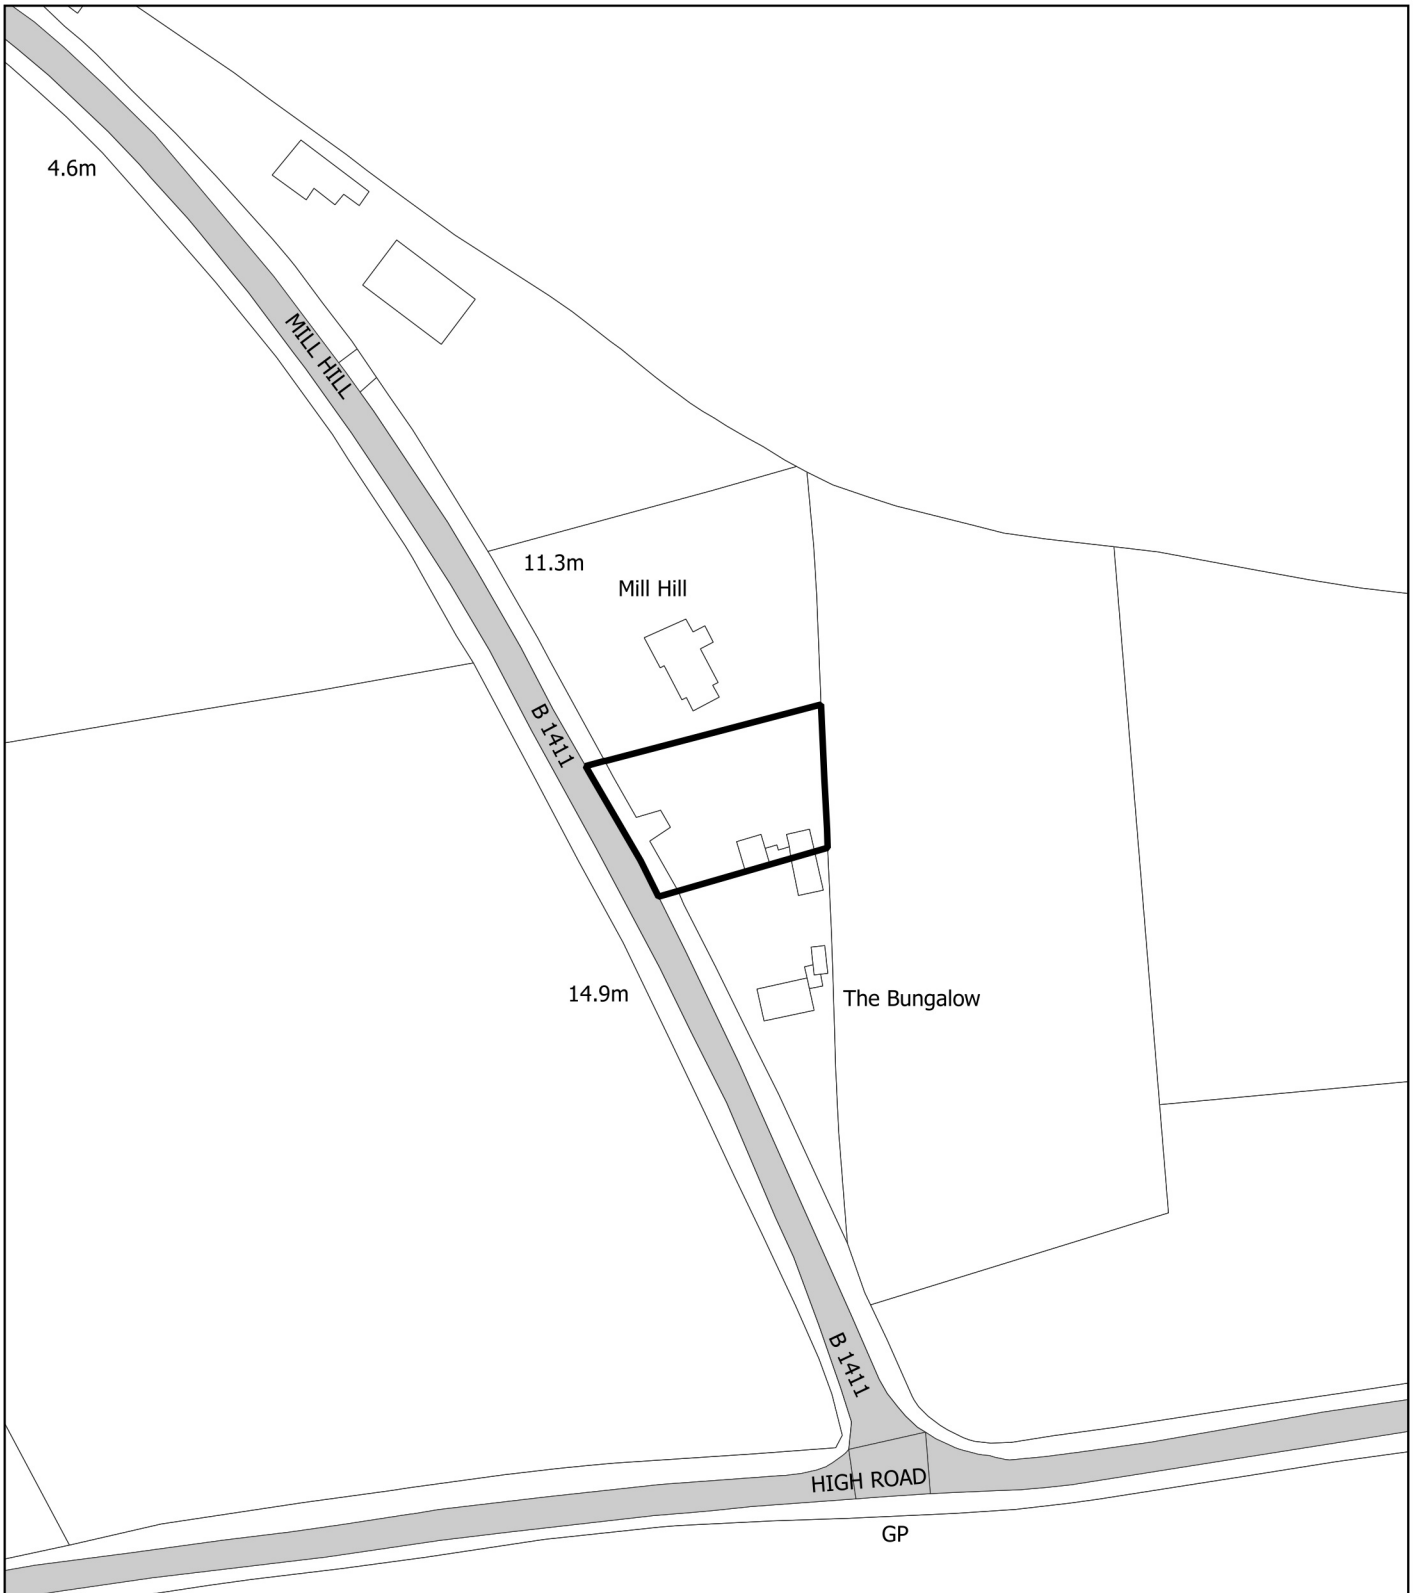 4.6m
MILL HILL
11.3m
Mill Hill
B 1411
14.9m
The Bungalow
B 1411
HIGH ROAD
GP